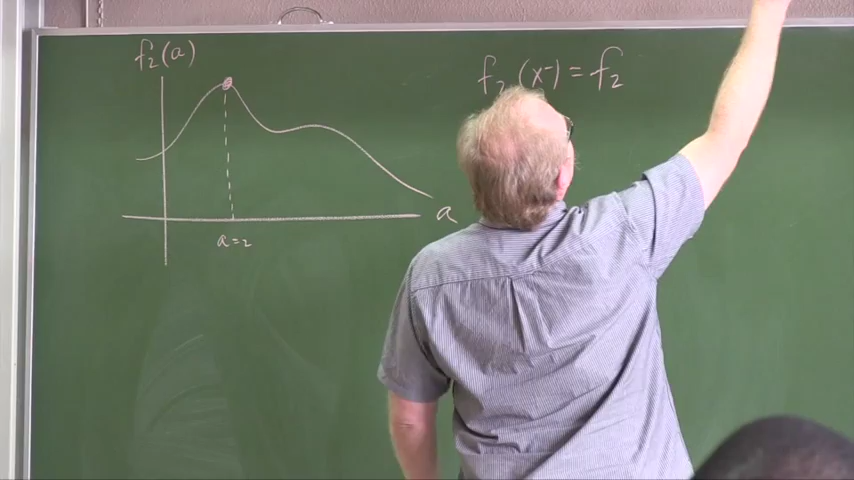 f₂(a)
f₂(x⁻) = f₂
a
a=2